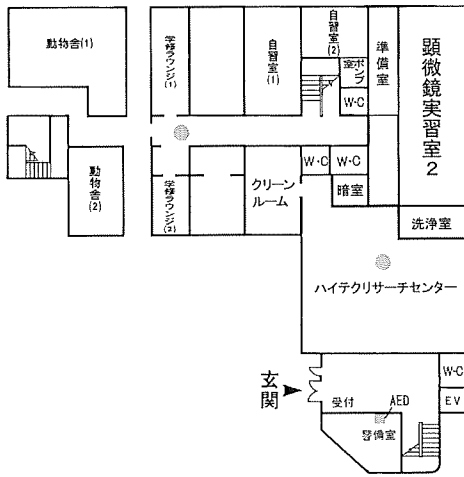 動物舎(1)
学修ラウンジ(1)
自習室(1)
自習室(2)
空ポンプ
W・C
準備室
顕微鏡実習室2
動物舎(2)
学修ラウンジ(2)
クリーンルーム
W・C
W・C
暗室
洗浄室
ハイテクリサーチセンター
玄関
受付
AED
警備室
W・C
EV